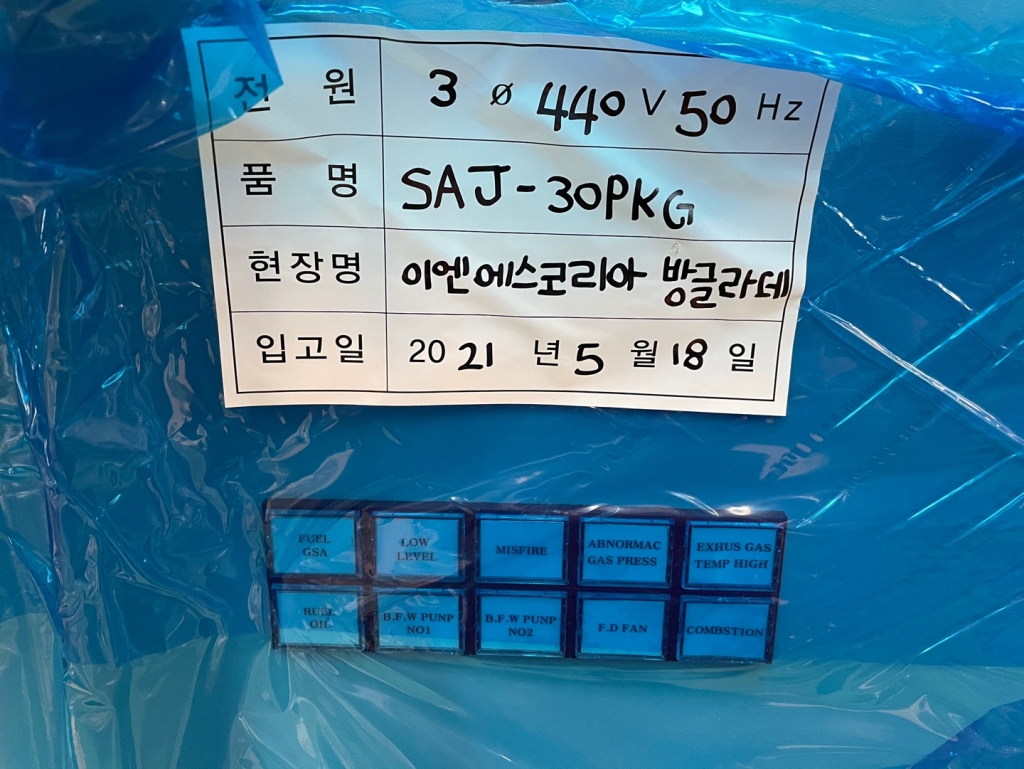 전 원 3 ø 440 V 50 Hz
품 명 SAJ-30PKG
현장명 이엔에스코리아 방글라데
입고일 2021 년 5 월 18 일
FUEL
GSA
LOW
LEVEL
MISFIRE
ABNORMAC
GAS PRESS
EXHUS GAS
TEMP HIGH
RUEL
OIL
B.F.W PUNP
NO1
B.F.W PUNP
NO2
F.D FAN
COMBSTION